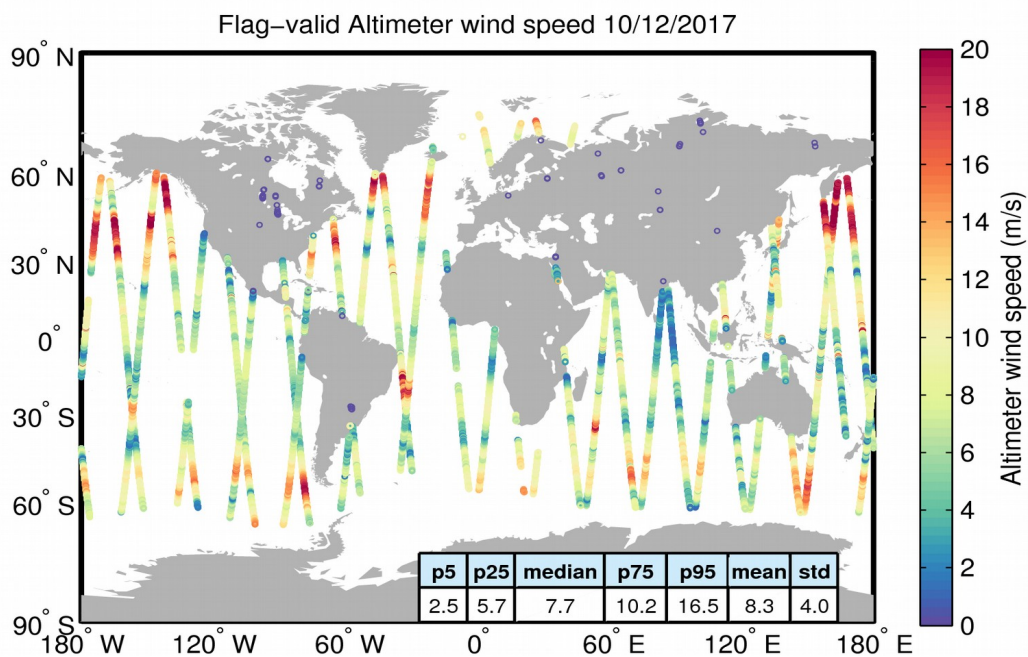 Flag−valid Altimeter wind speed 10/12/2017
90° N
60° N
30° N
0°
30° S
60° S
90° S
180° W
120° W
60° W
0°
60° E
120° E
180° E
p5 p25 median p75 p95 mean std
2.5 5.7 7.7 10.2 16.5 8.3 4.0
20
18
16
14
12
10
8
6
4
2
0
Altimeter wind speed (m/s)